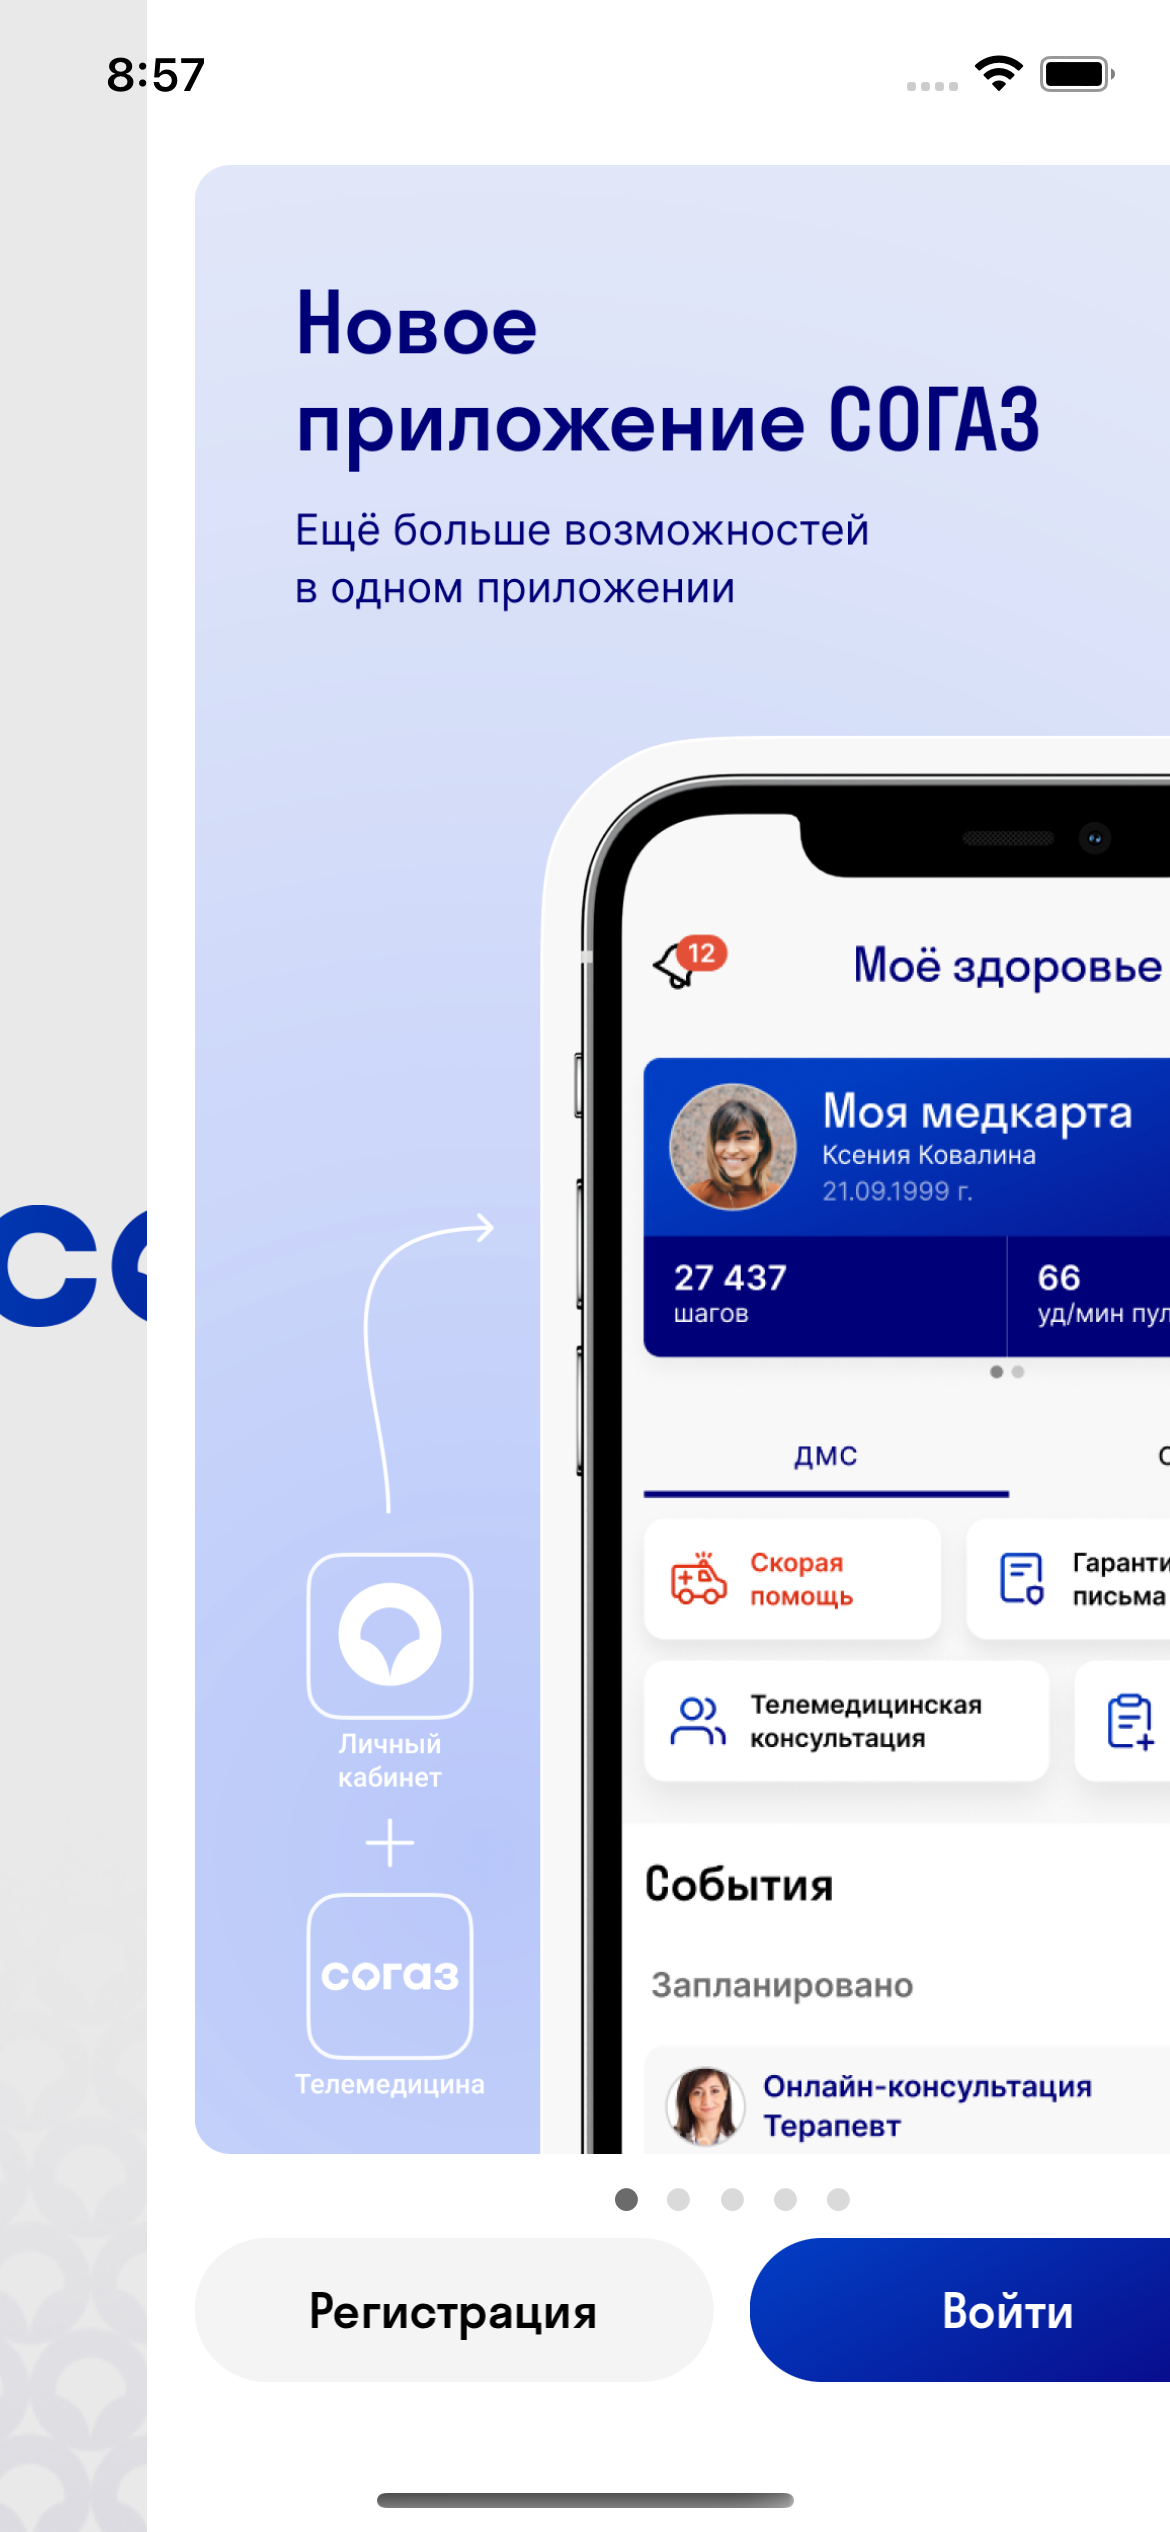 8:57
Новое
приложение СОГАЗ
Ещё больше возможностей
в одном приложении
12
Моё здоровье
Моя медкарта
Ксения Ковалина
21.09.1999 г.
27 437
шагов
66
уд/мин пул
ДМС
Скорая
помощь
Гаранти
письма
Телемедицинская
консультация
Личный
кабинет
согаз
Телемедицина
События
Запланировано
Онлайн-консультация
Терапевт
Регистрация
Войти